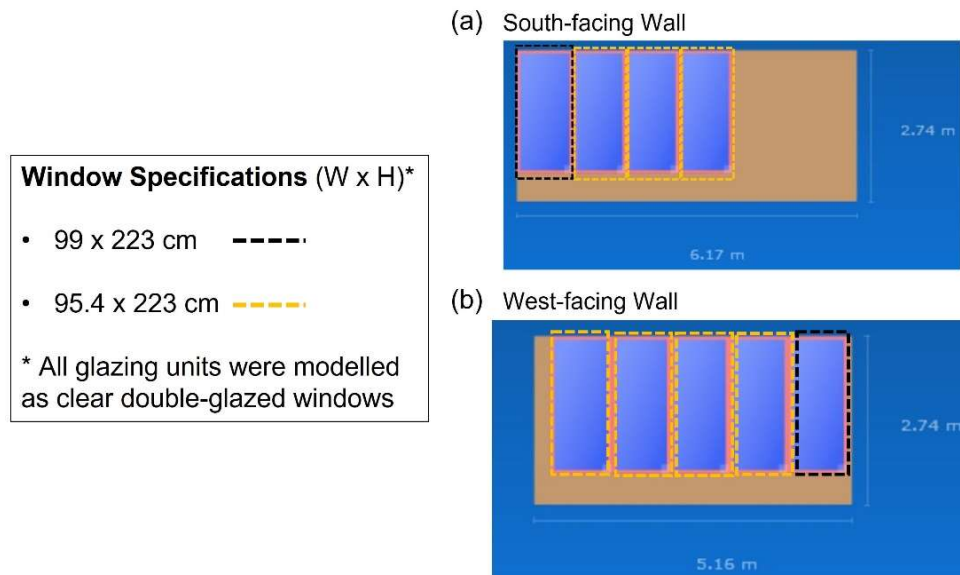 (a) South-facing Wall
2.74 m
6.17 m
Window Specifications (W x H)*
• 99 x 223 cm
• 95.4 x 223 cm
* All glazing units were modelled
as clear double-glazed windows
(b) West-facing Wall
2.74 m
5.16 m